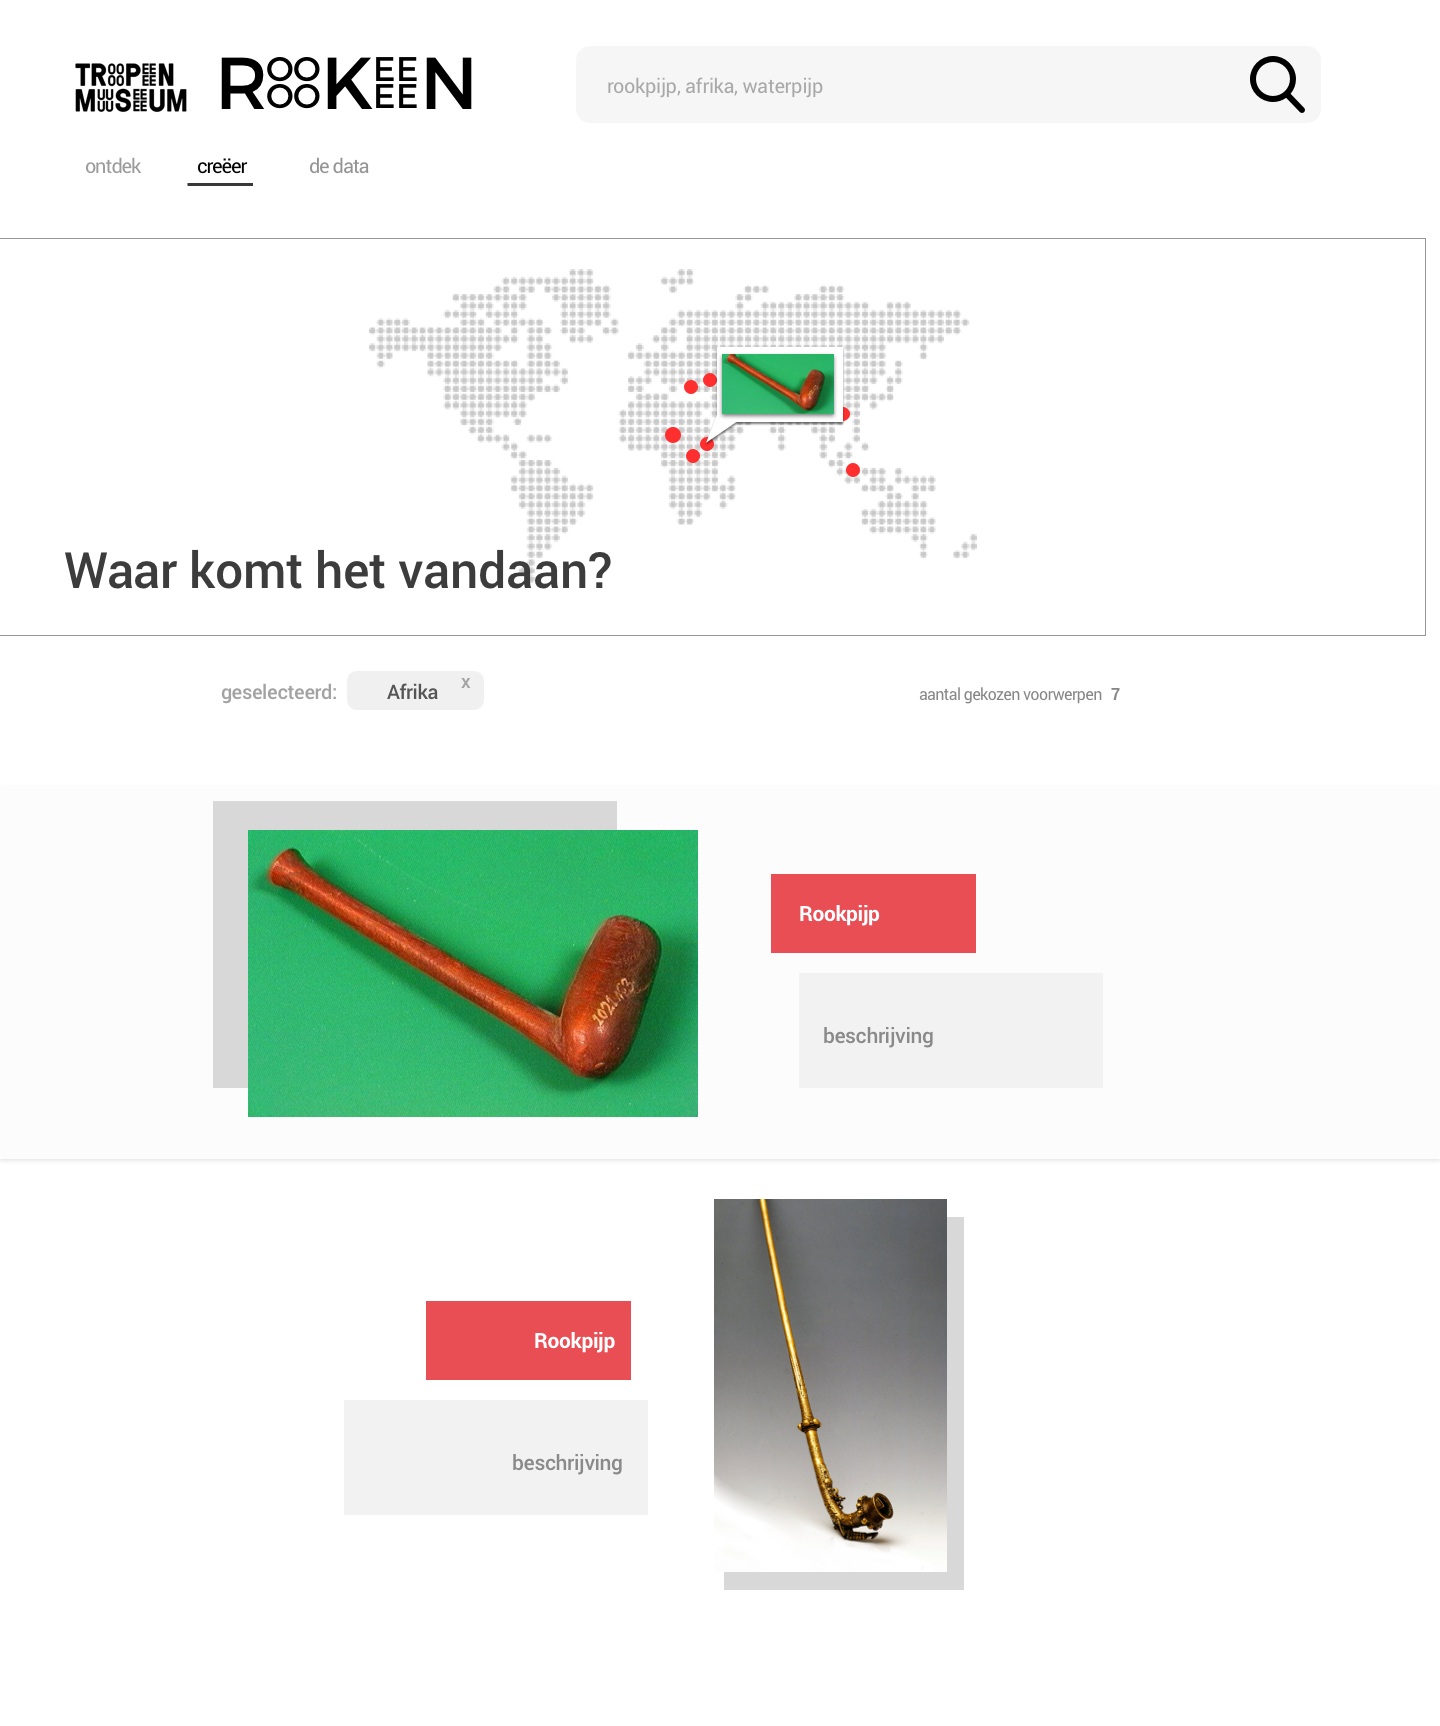 TROOPEEN
MUUSEEUM
ROOKEEN
rookpijp, afrika, waterpijp
ontdek creëer de data
Waar komt het vandaan?
geselecteerd: Afrika x
aantal gekozen voorwerpen 7
Rookpijp
beschrijving
Rookpijp
beschrijving